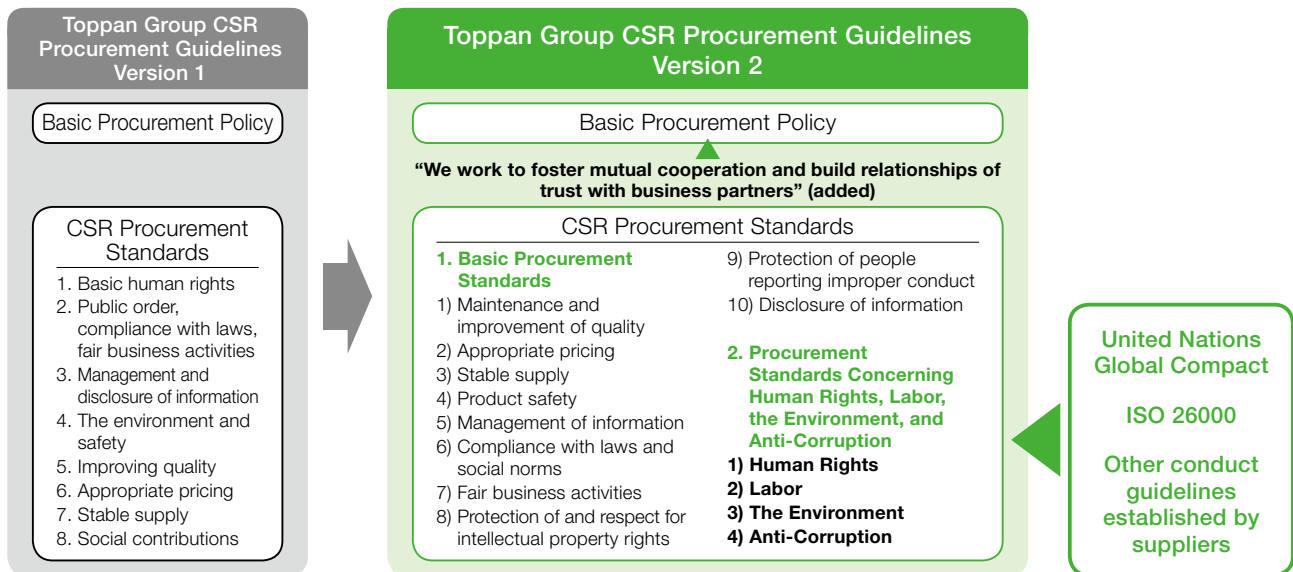 Toppan Group CSR
Procurement Guidelines
Version 1
Basic Procurement Policy
CSR Procurement
Standards
1. Basic human rights
2. Public order,
compliance with laws,
fair business activities
3. Management and
disclosure of information
4. The environment and
safety
5. Improving quality
6. Appropriate pricing
7. Stable supply
8. Social contributions
Toppan Group CSR Procurement Guidelines
Version 2
Basic Procurement Policy
“We work to foster mutual cooperation and build relationships of
trust with business partners” (added)
CSR Procurement Standards
1. Basic Procurement
Standards
1) Maintenance and
improvement of quality
2) Appropriate pricing
3) Stable supply
4) Product safety
5) Management of information
6) Compliance with laws and
social norms
7) Fair business activities
8) Protection of and respect for
intellectual property rights
9) Protection of people
reporting improper conduct
10) Disclosure of information
2. Procurement
Standards Concerning
Human Rights, Labor,
the Environment, and
Anti-Corruption
1) Human Rights
2) Labor
3) The Environment
4) Anti-Corruption
United Nations
Global Compact
ISO 26000
Other conduct
guidelines
established by
suppliers